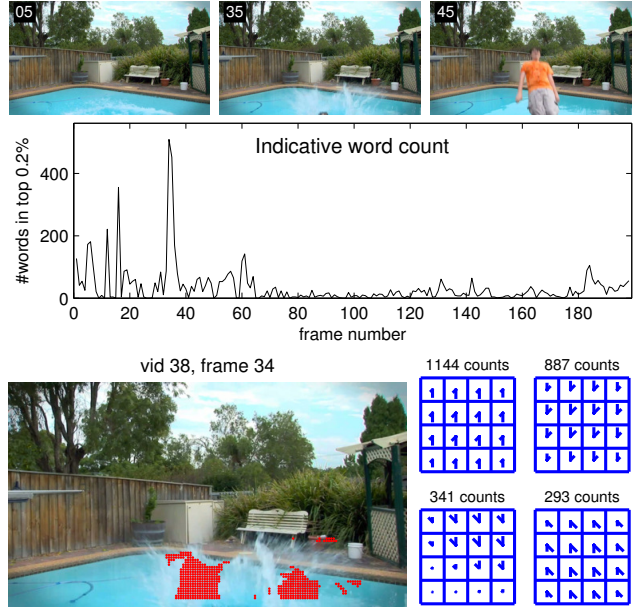 05 35 45
Indicative word count
#words in top 0.2%
400
200
0
0 20 40 60 80 100 120 140 160 180
frame number
vid 38, frame 34
1144 counts 887 counts
341 counts 293 counts